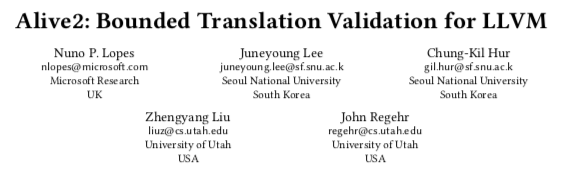 Alive2: Bounded Translation Validation for LLVM
Nuno P. Lopes
nlopes@microsoft.com
Microsoft Research
UK
Juneyoung Lee
juneyoung.lee@sf.snu.ac.k
Seoul National University
South Korea
Chung-Kil Hur
gil.hur@sf.snu.ac.k
Seoul National University
South Korea
Zhengyang Liu
liuz@cs.utah.edu
University of Utah
USA
John Regehr
regehr@cs.utah.edu
University of Utah
USA